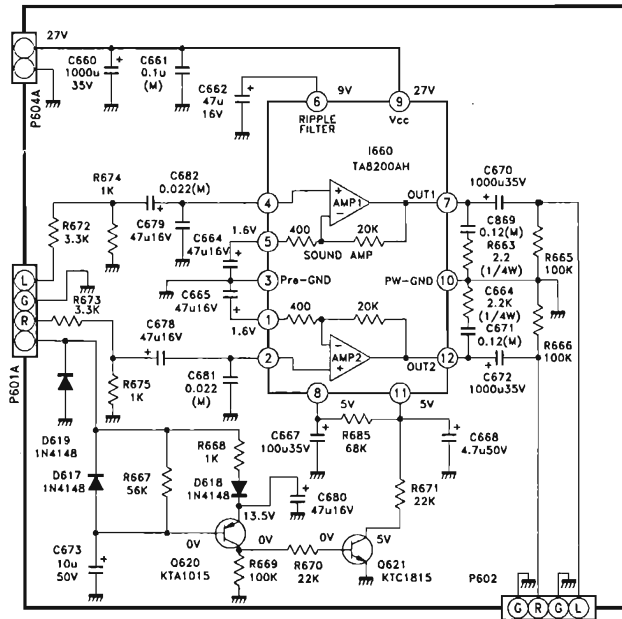 27V
P604A
C660
1000u
35V
C661
0.1u
(M)
C662
47u
16V
9V
27V
6
9
RIPPLE
FILTER
Vcc
I660
TA8200AH
R674
1K
C682
0.022(M)
C679
47u16V
R672
3.3K
4
AMP1
OUT1
7
C670
1000u35V
1.6V
5
400
20K
SOUND AMP
C664
47u16V
C869
0.12(M)
R663
2.2
(1/4W)
R665
100K
3
Pre-GND
PW-GND
10
C665
47u16V
C664
2.2K
(1/4W)
C671
0.12(M)
R666
100K
L
G
R
P601A
R673
3.3K
C678
47u16V
1.6V
1
400
20K
2
AMP2
OUT2
12
C672
1000u35V
R675
1K
C681
0.022
(M)
8
11
5V
5V
C667
100u35V
R685
68K
C668
4.7u50V
D619
1N4148
D617
1N4148
R667
56K
R668
1K
D618
1N4148
C680
47u16V
R671
22K
13.5V
C673
10u
50V
0V
0V
0V
5V
Q620
KTA1015
R669
100K
R670
22K
Q621
KTC1815
P602
G
R
G
L